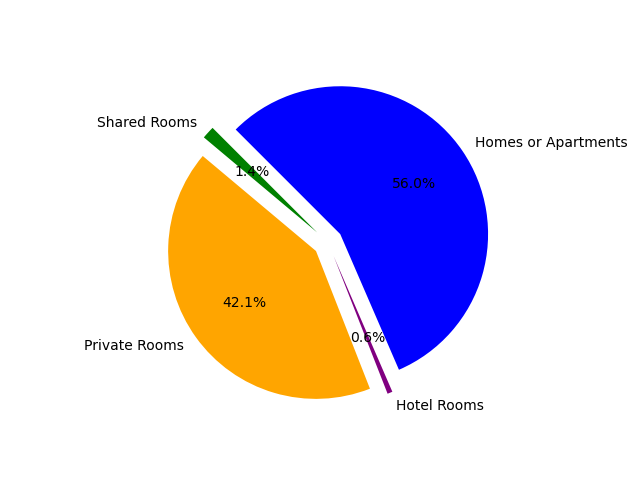 Shared Rooms
Homes or Apartments
1.4%
56.0%
42.1%
0.6%
Private Rooms
Hotel Rooms